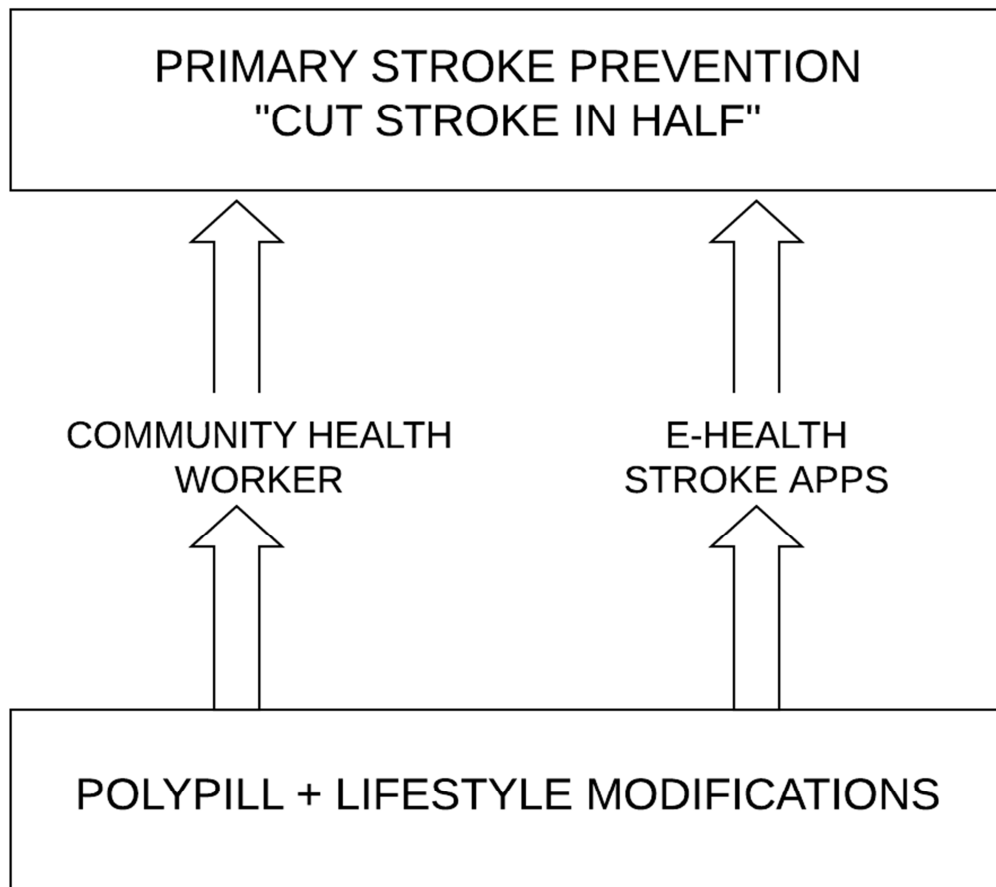 PRIMARY STROKE PREVENTION
"CUT STROKE IN HALF"
COMMUNITY HEALTH
WORKER
E-HEALTH
STROKE APPS
POLYPILL + LIFESTYLE MODIFICATIONS